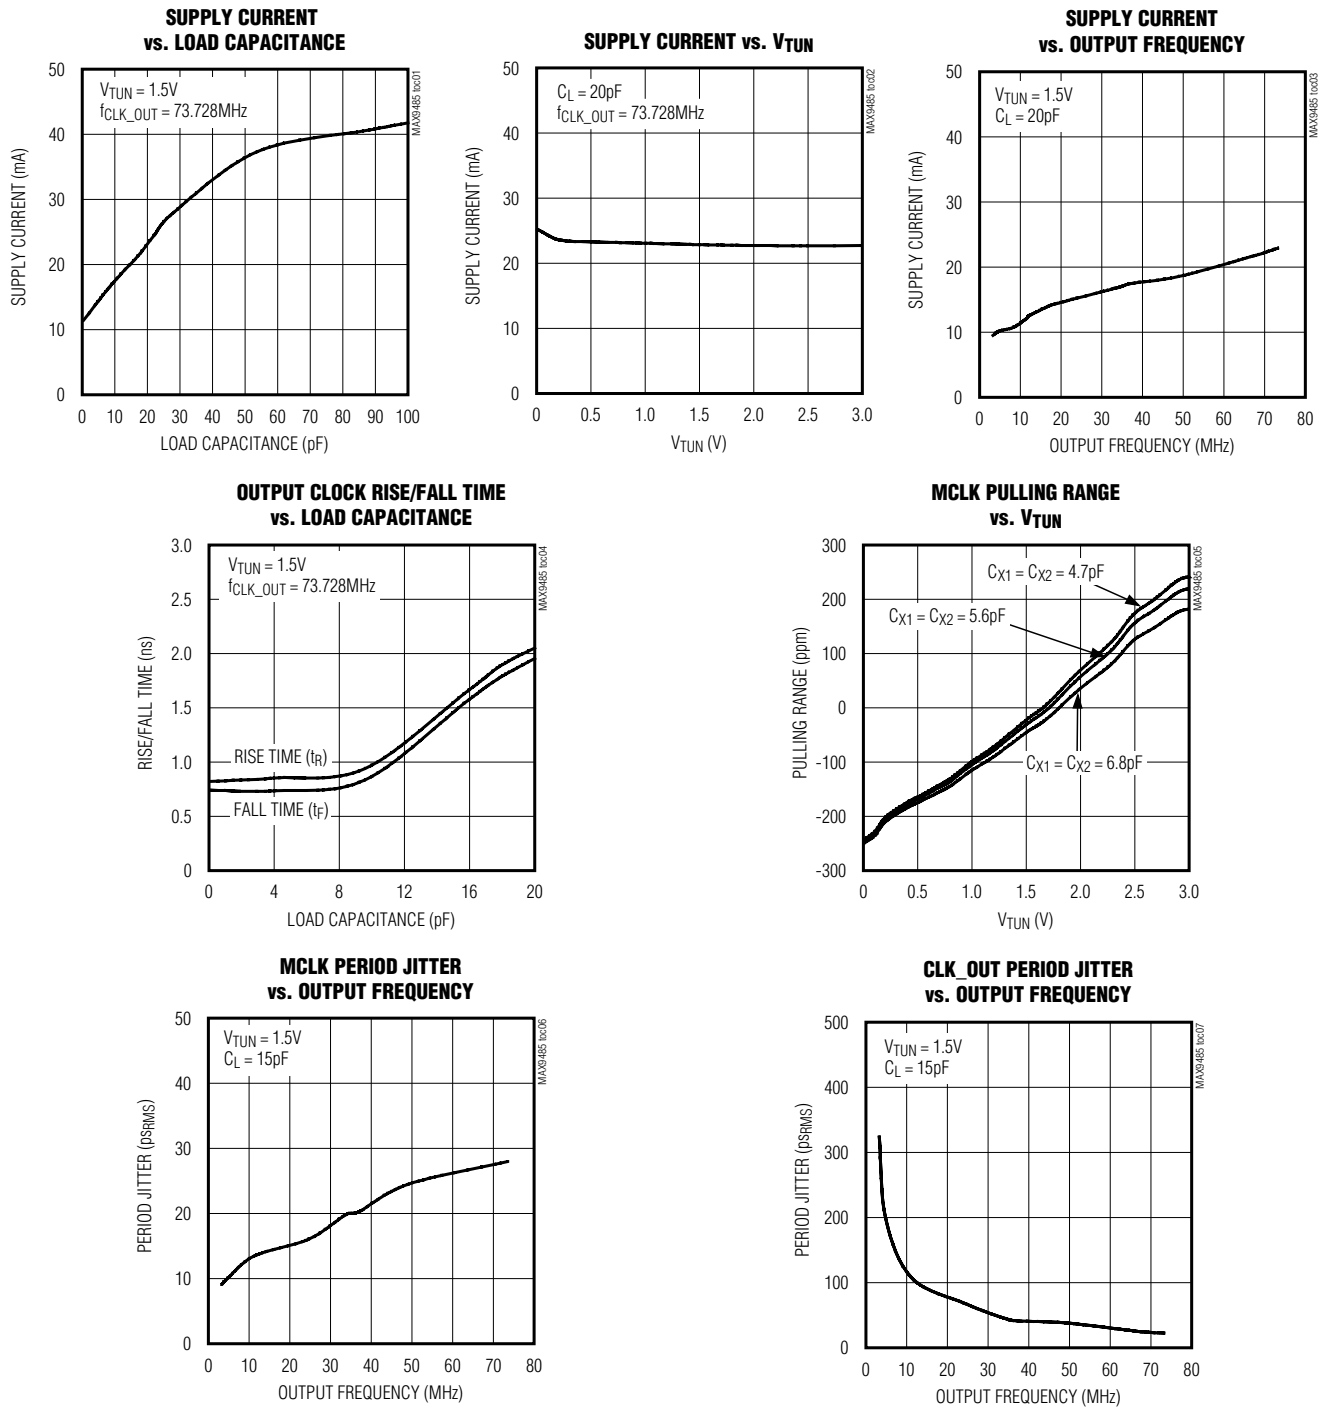 SUPPLY CURRENT
vs. LOAD CAPACITANCE
50
40
30
20
10
0
SUPPLY CURRENT (mA)
VTUN = 1.5V
fCLK_OUT = 73.728MHz
MAX9485 toc01
0 10 20 30 40 50 60 70 80 90 100
LOAD CAPACITANCE (pF)
SUPPLY CURRENT vs. VTUN
50
40
30
20
10
0
SUPPLY CURRENT (mA)
CL = 20pF
fCLK_OUT = 73.728MHz
MAX9485 toc02
0 0.5 1.0 1.5 2.0 2.5 3.0
VTUN (V)
SUPPLY CURRENT
vs. OUTPUT FREQUENCY
50
40
30
20
10
0
SUPPLY CURRENT (mA)
VTUN = 1.5V
CL = 20pF
MAX9485 toc03
0 10 20 30 40 50 60 70 80
OUTPUT FREQUENCY (MHz)
OUTPUT CLOCK RISE/FALL TIME
vs. LOAD CAPACITANCE
3.0
2.5
2.0
1.5
1.0
0.5
0
RISE/FALL TIME (ns)
VTUN = 1.5V
fCLK_OUT = 73.728MHz
RISE TIME (tR)
FALL TIME (tF)
MAX9485 toc04
0 4 8 12 16 20
LOAD CAPACITANCE (pF)
MCLK PULLING RANGE
vs. VTUN
300
200
100
0
-100
-200
-300
PULLING RANGE (ppm)
CX1 = CX2 = 4.7pF
CX1 = CX2 = 5.6pF
CX1 = CX2 = 6.8pF
MAX9485 toc05
0 0.5 1.0 1.5 2.0 2.5 3.0
VTUN (V)
MCLK PERIOD JITTER
vs. OUTPUT FREQUENCY
50
40
30
20
10
0
PERIOD JITTER (psRMS)
VTUN = 1.5V
CL = 15pF
MAX9485 toc06
0 10 20 30 40 50 60 70 80
OUTPUT FREQUENCY (MHz)
CLK_OUT PERIOD JITTER
vs. OUTPUT FREQUENCY
500
400
300
200
100
0
PERIOD JITTER (psRMS)
VTUN = 1.5V
CL = 15pF
MAX9485 toc07
0 10 20 30 40 50 60 70 80
OUTPUT FREQUENCY (MHz)